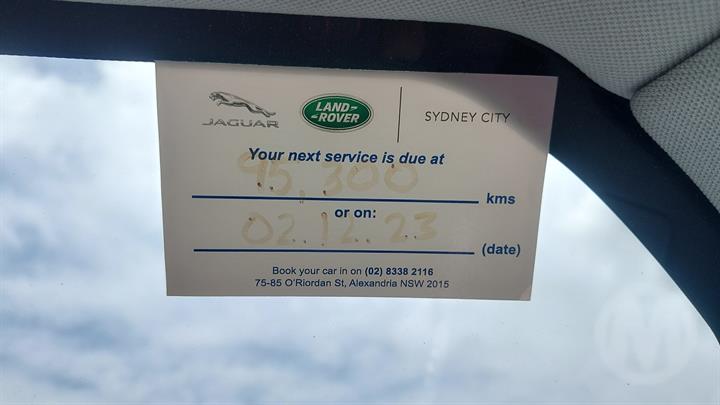 JAGUAR
LAND ROVER
SYDNEY CITY
Your next service is due at
95,300 kms
or on:
02.12.23 (date)
Book your car in on (02) 8338 2116
75-85 O'Riordan St, Alexandria NSW 2015
M